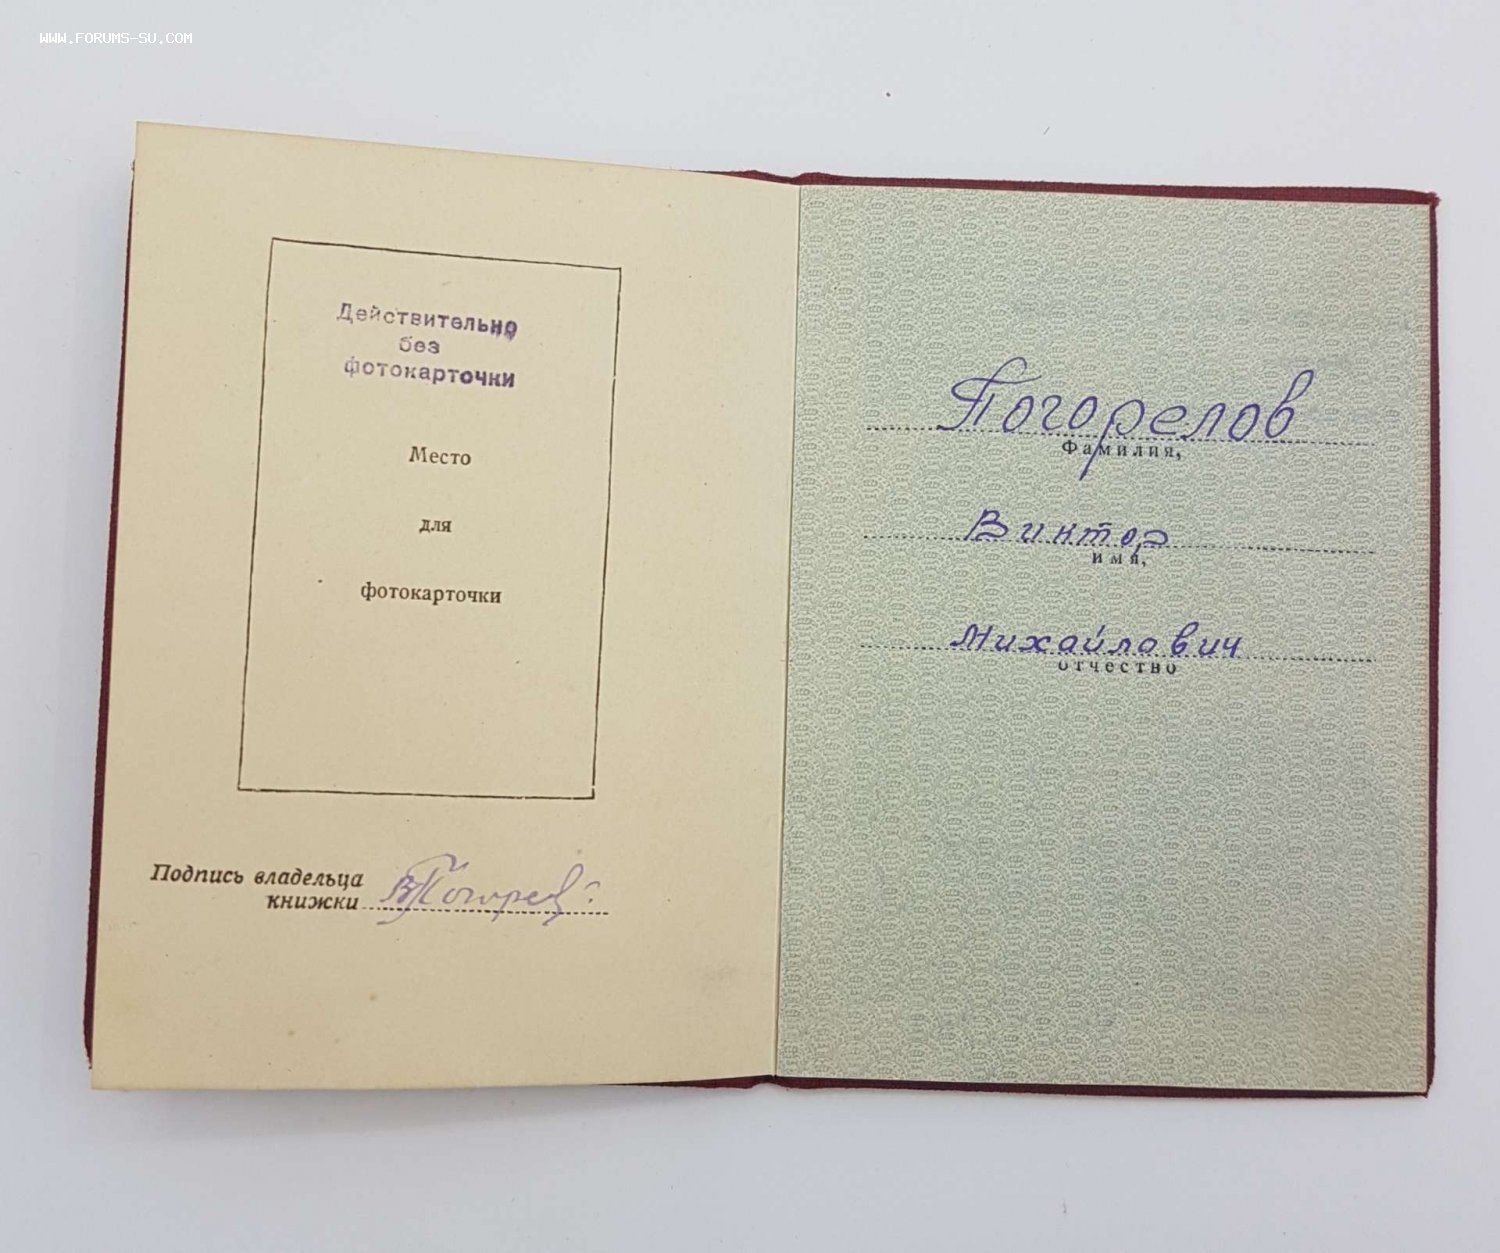 WWW.FORUMS-SU.COM
Действительно
без
фотокарточки
Место
для
фотокарточки
Подпись владельца
книжки
Погорелов
Фамилия,
Виктор
имя,
Михайлович
отчество